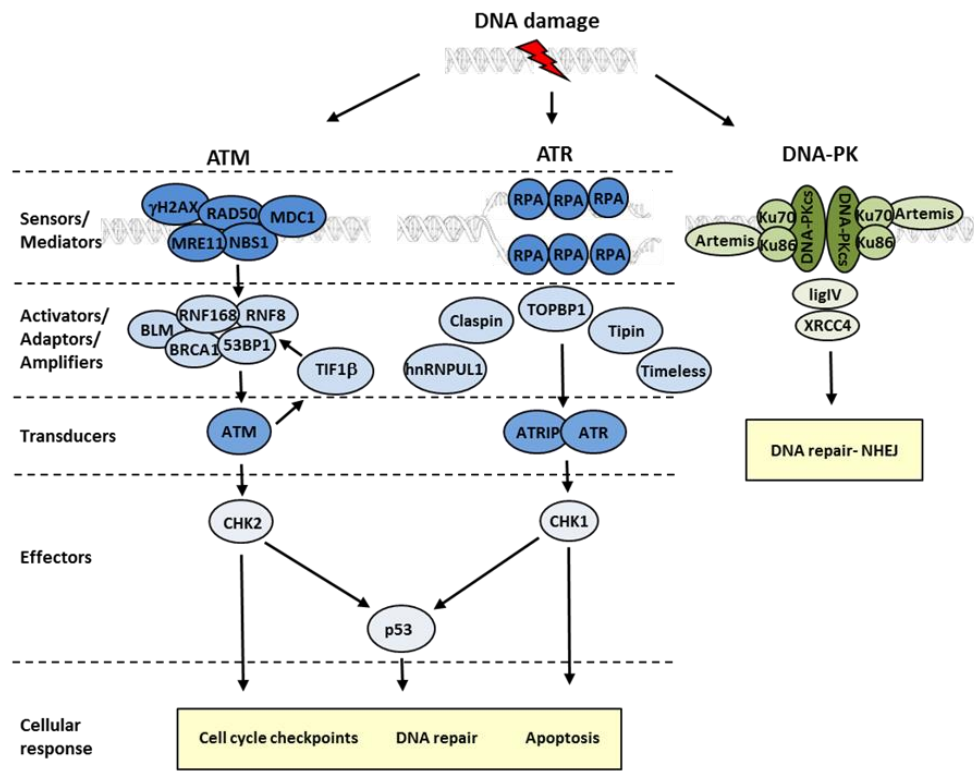 DNA damage
ATM
ATR
DNA-PK
Sensors/
Mediators
γH2AX
RAD50
MDC1
MRE11
NBS1
RPA
RPA
RPA
RPA
RPA
RPA
Artemis
Ku70
Ku86
DNA-PKcs
DNA-PKcs
Ku70
Ku86
Artemis
ligIV
XRCC4
Activators/
Adaptors/
Amplifiers
BLM
RNF168
RNF8
BRCA1
53BP1
TIF1β
hnRNPUL1
Claspin
TOPBP1
Tipin
Timeless
Transducers
ATM
ATRIP
ATR
DNA repair- NHEJ
Effectors
CHK2
CHK1
p53
Cellular
response
Cell cycle checkpoints DNA repair Apoptosis